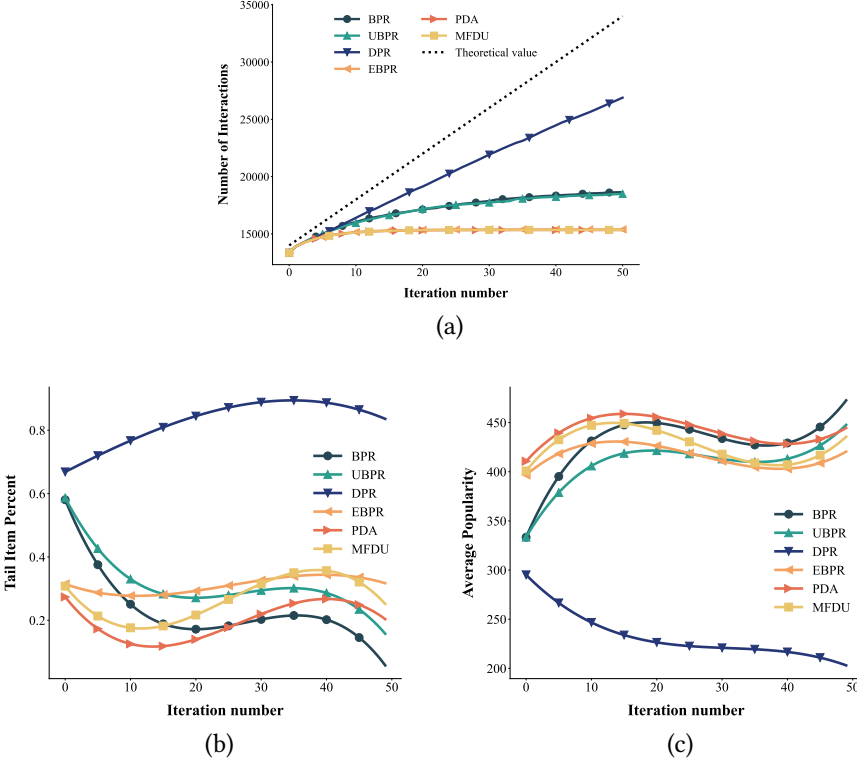 35000
30000
25000
20000
15000
Number of Interactions
BPR
UBPR
DPR
EBPR
PDA
MFDU
Theoretical value
0 10 20 30 40 50
Iteration number
(a)
0.8
0.6
0.4
0.2
Tail Item Percent
BPR
UBPR
DPR
EBPR
PDA
MFDU
0 10 20 30 40 50
Iteration number
(b)
450
400
350
300
250
200
Average Popularity
BPR
UBPR
DPR
EBPR
PDA
MFDU
0 10 20 30 40 50
Iteration number
(c)